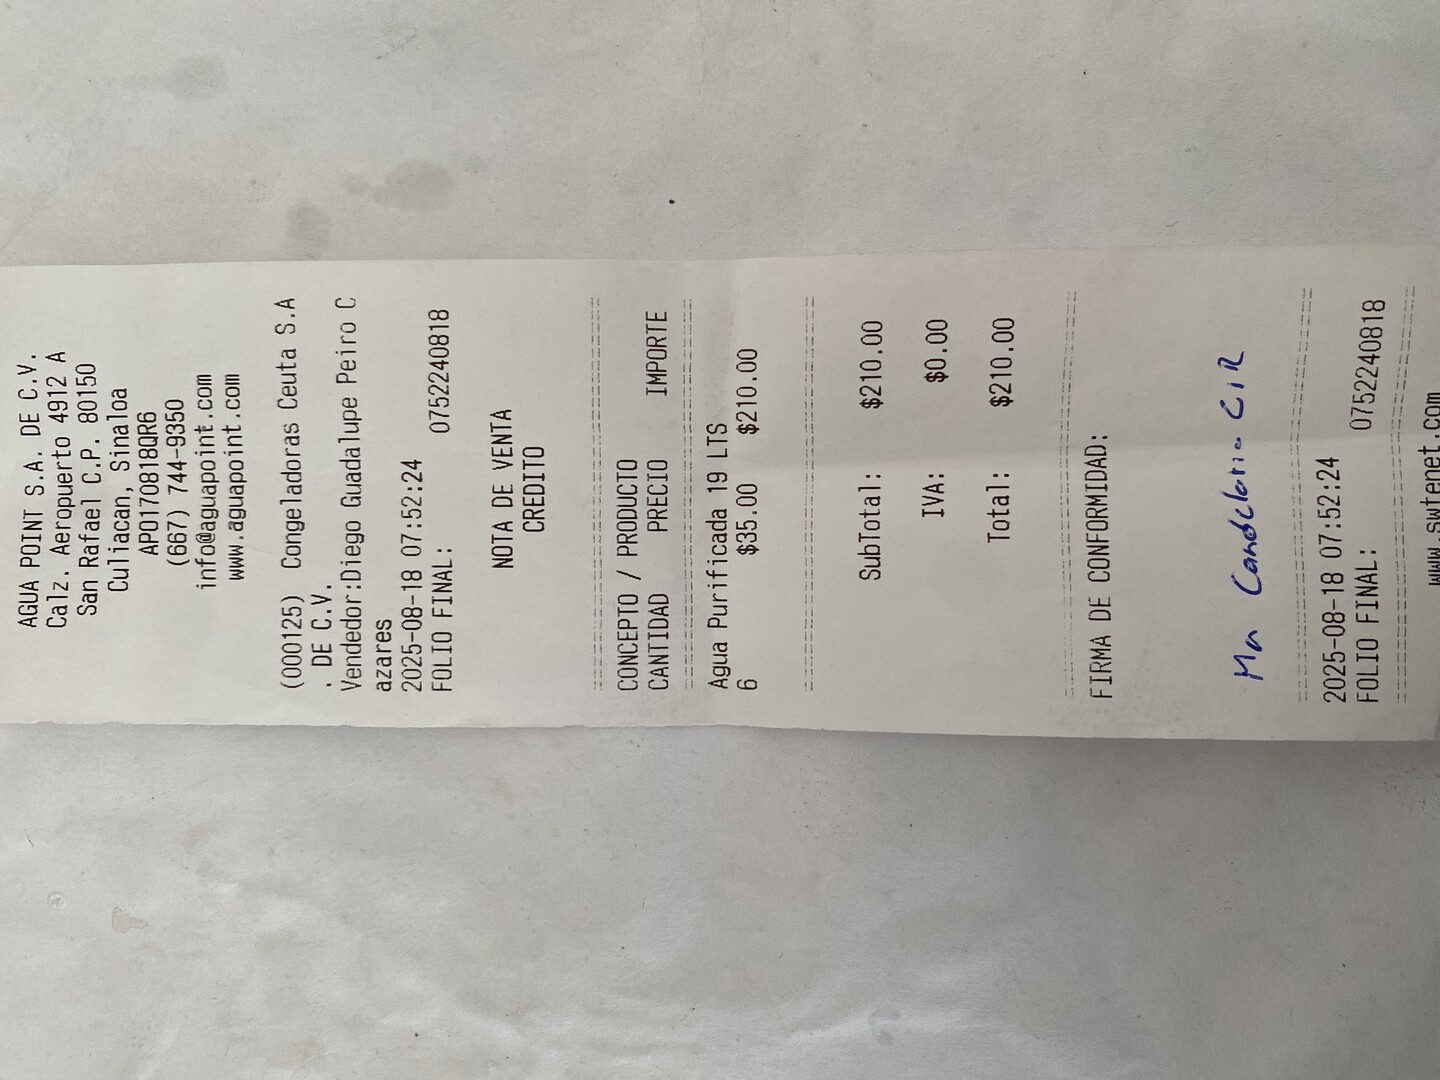 AGUA POINT S.A. DE C.V.
Calz. Aeropuerto 4912 A
San Rafael C.P. 80150
Culiacan, Sinaloa
APO170818QR6
(667) 744-9350
info@aguapoint.com
www.aguapoint.com
(000125) Congeladoras Ceuta S.A
. DE C.V.
Vendedor:Diego Guadalupe Peiro C
azares
2025-08-18 07:52:24
FOLIO FINAL: 0752240818
NOTA DE VENTA
CREDITO
CONCEPTO / PRODUCTO
CANTIDAD PRECIO IMPORTE
Agua Purificada 19 LTS
6 $35.00 $210.00
SubTotal: $210.00
IVA: $0.00
Total: $210.00
FIRMA DE CONFORMIDAD:
2025-08-18 07:52:24
FOLIO FINAL: 0752240818
www.swtenet.com